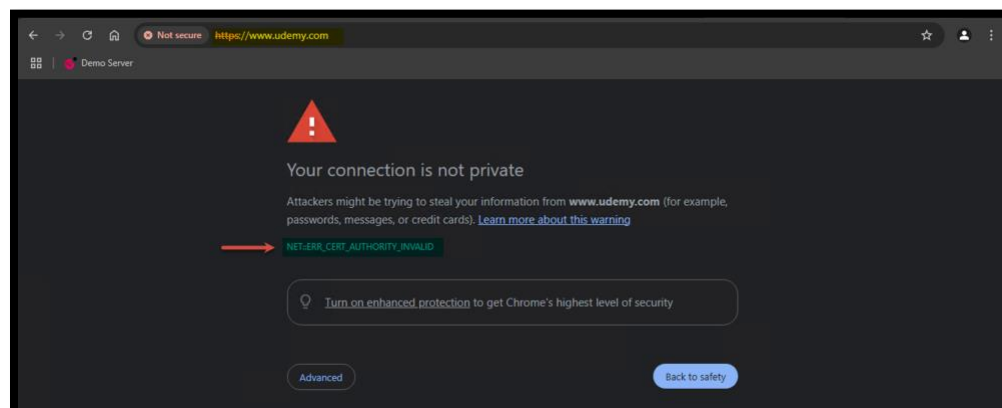 Not secure https://www.udemy.com
Demo Server
Your connection is not private
Attackers might be trying to steal your information from www.udemy.com (for example,
passwords, messages, or credit cards). Learn more about this warning
NET::ERR_CERT_AUTHORITY_INVALID
Turn on enhanced protection to get Chrome's highest level of security
Advanced
Back to safety